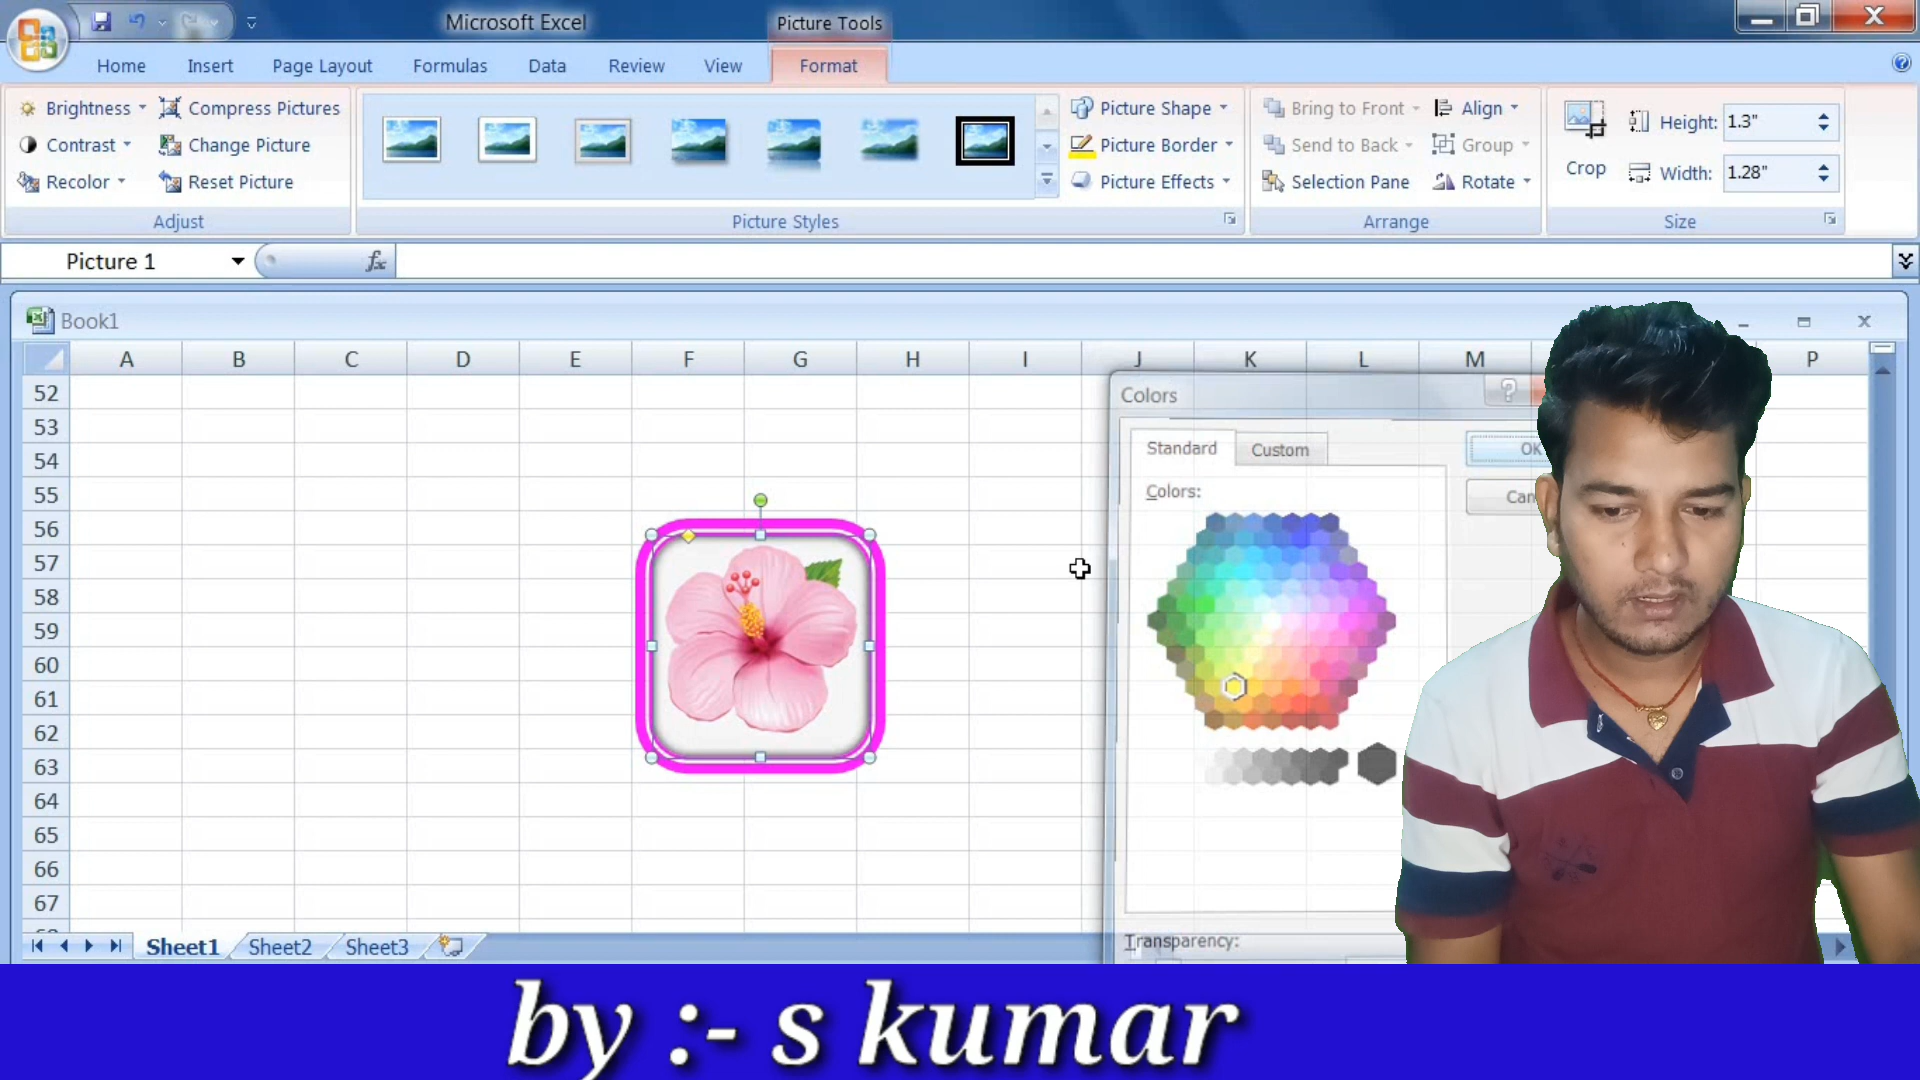 Microsoft Excel
Picture Tools
Home
Insert
Page Layout
Formulas
Data
Review
View
Format
Brightness
Compress Pictures
Contrast
Change Picture
Recolor
Reset Picture
Adjust
Picture Shape
Picture Border
Picture Effects
Picture Styles
Bring to Front
Align
Send to Back
Group
Selection Pane
Rotate
Arrange
Crop
Height: 1.3"
Width: 1.28"
Size
Picture 1
fx
Book1
A B C D E F G H I J K L M P
52
53
54
55
56
57
58
59
60
61
62
63
64
65
66
67
Colors
Standard
Custom
Colors:
Transparency:
Sheet1
Sheet2
Sheet3
by :- s kumar